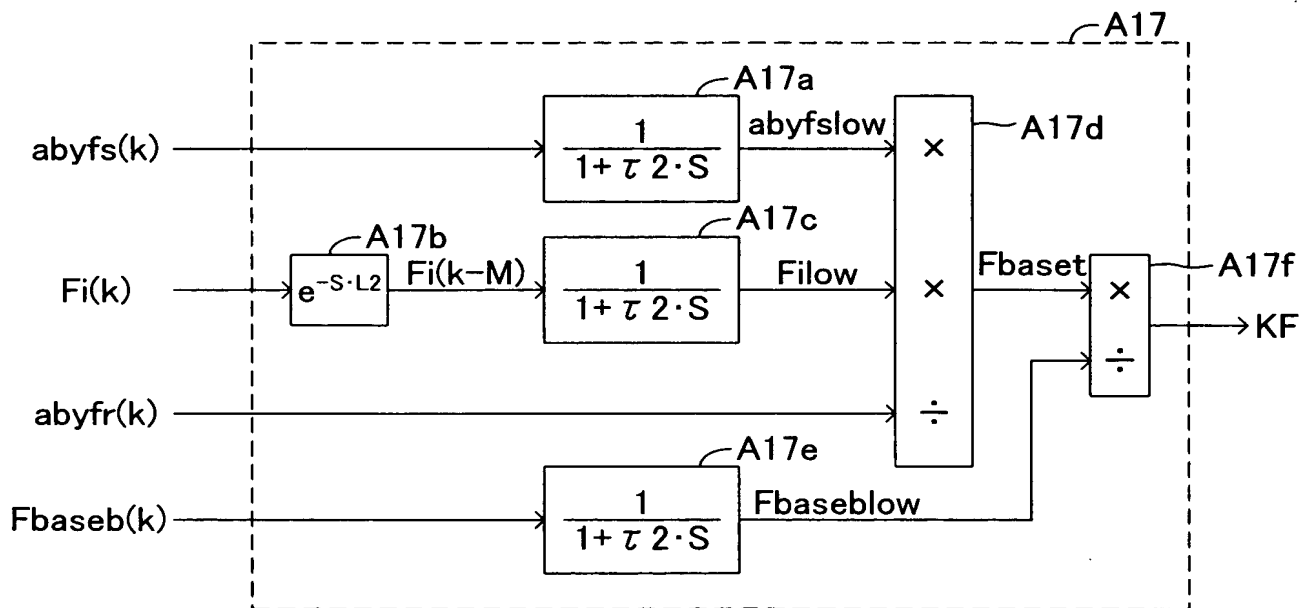 A17
A17a
abyfs(k)
1
1+ τ 2·S
abyfslow
×
A17d
A17b
A17c
Fi(k)
e^-S·L2
Fi(k-M)
1
1+ τ 2·S
Filow
×
Fbaset
×
A17f
KF
÷
abyfr(k)
÷
A17e
Fbaseb(k)
1
1+ τ 2·S
Fbaseblow